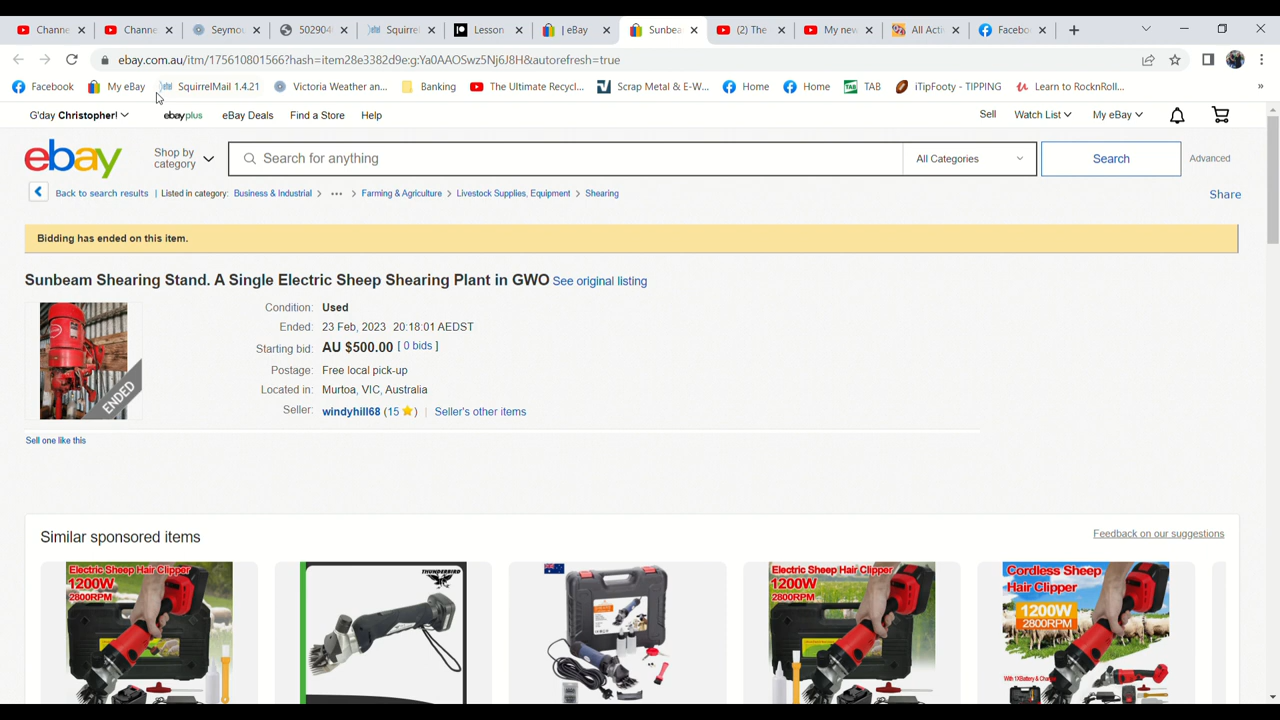 Channe
Channe
Seymou
502904
Squirrel
Lesson
| eBay
Sunbea
(2) The
My new
All Acti
Facebo
ebay.com.au/itm/175610801566?hash=item28e3382d9e:g:Ya0AAOSwz5Nj61JH&autorefresh=true
Facebook
My eBay
SquirrelMail 1.4.21
Victoria Weather an...
Banking
The Ultimate Recycl...
Scrap Metal & E-W...
Home
Home
TAB
iTipFooty - TIPPING
Learn to RocknRoll...
»
G'day Christopher!
ebayplus
eBay Deals
Find a Store
Help
Sell
Watch List
My eBay
ebay
Shop by
category
Search for anything
All Categories
Search
Advanced
Back to search results | Listed in category: Business & Industrial > ••• > Farming & Agriculture > Livestock Supplies, Equipment > Shearing
Share
Bidding has ended on this item.
Sunbeam Shearing Stand. A Single Electric Sheep Shearing Plant in GWO See original listing
ENDED
Condition: Used
Ended: 23 Feb, 2023 20:18:01 AEDST
Starting bid: AU $500.00 [ 0 bids ]
Postage: Free local pick-up
Located in: Murtoa, VIC, Australia
Seller: windyhill68 (15 ) | Seller's other items
Sell one like this
Similar sponsored items
Feedback on our suggestions
Electric Sheep Hair Clipper
1200W
2800RPM
THUNDERBIRD
Electric Sheep Hair Clipper
1200W
2800RPM
Cordless Sheep
Hair Clipper
1200W
2800RPM
With 1XBattery & Charger